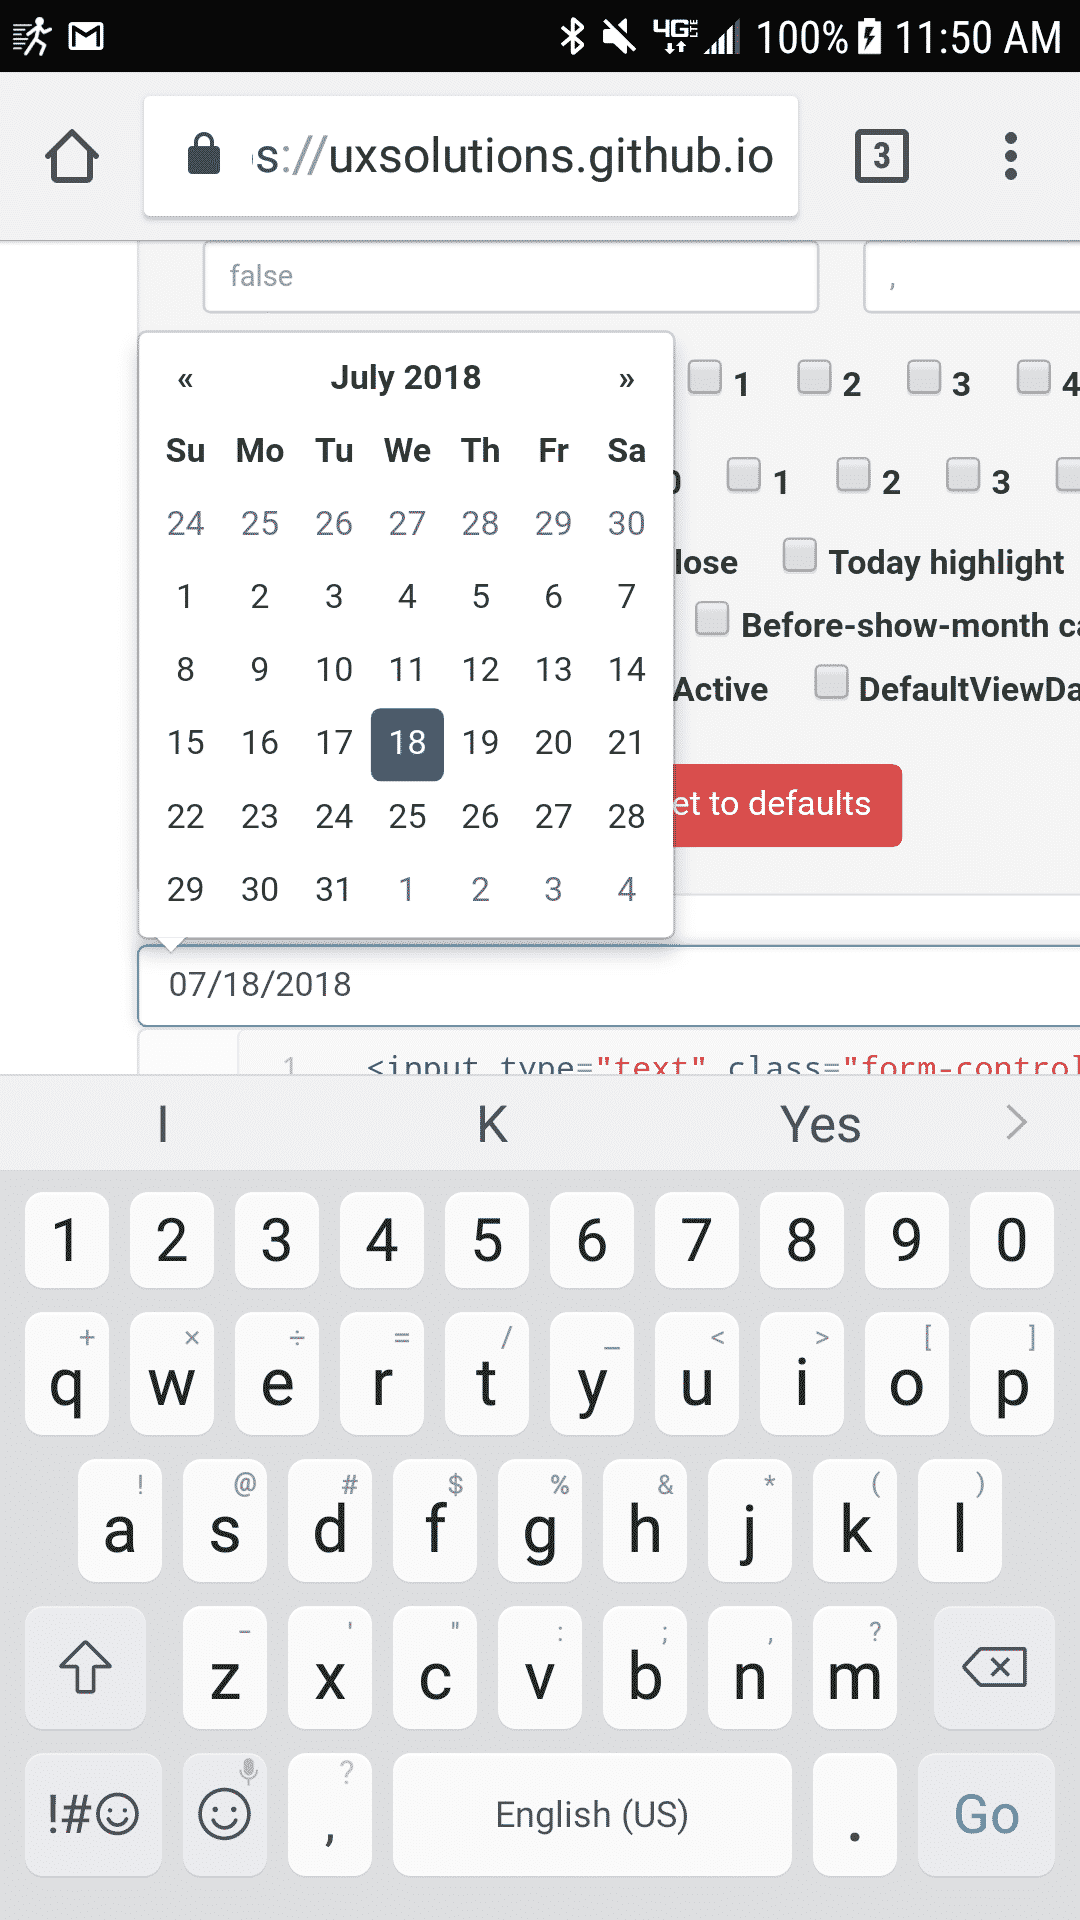 4G LTE 100% 11:50 AM
s://uxsolutions.github.io 3
false ,
« July 2018 »
1 2 3 4
Su Mo Tu We Th Fr Sa
1 2 3
24 25 26 27 28 29 30
lose Today highlight
1 2 3 4 5 6 7
Before-show-month
8 9 10 11 12 13 14
Active
15 16 17 18 19 20 21
et to defaults
22 23 24 25 26 27 28
29 30 31 1 2 3 4
07/18/2018
1 <input type="text" class="form-control
I K Yes
1 2 3 4 5 6 7 8 9 0
+ × ÷ = / _ < > [ ]
q w e r t y u i o p
! @ # $ % & * ( )
a s d f g h j k l
- ' " : ; , ?
z x c v b n m
?
!# , English (US) . Go